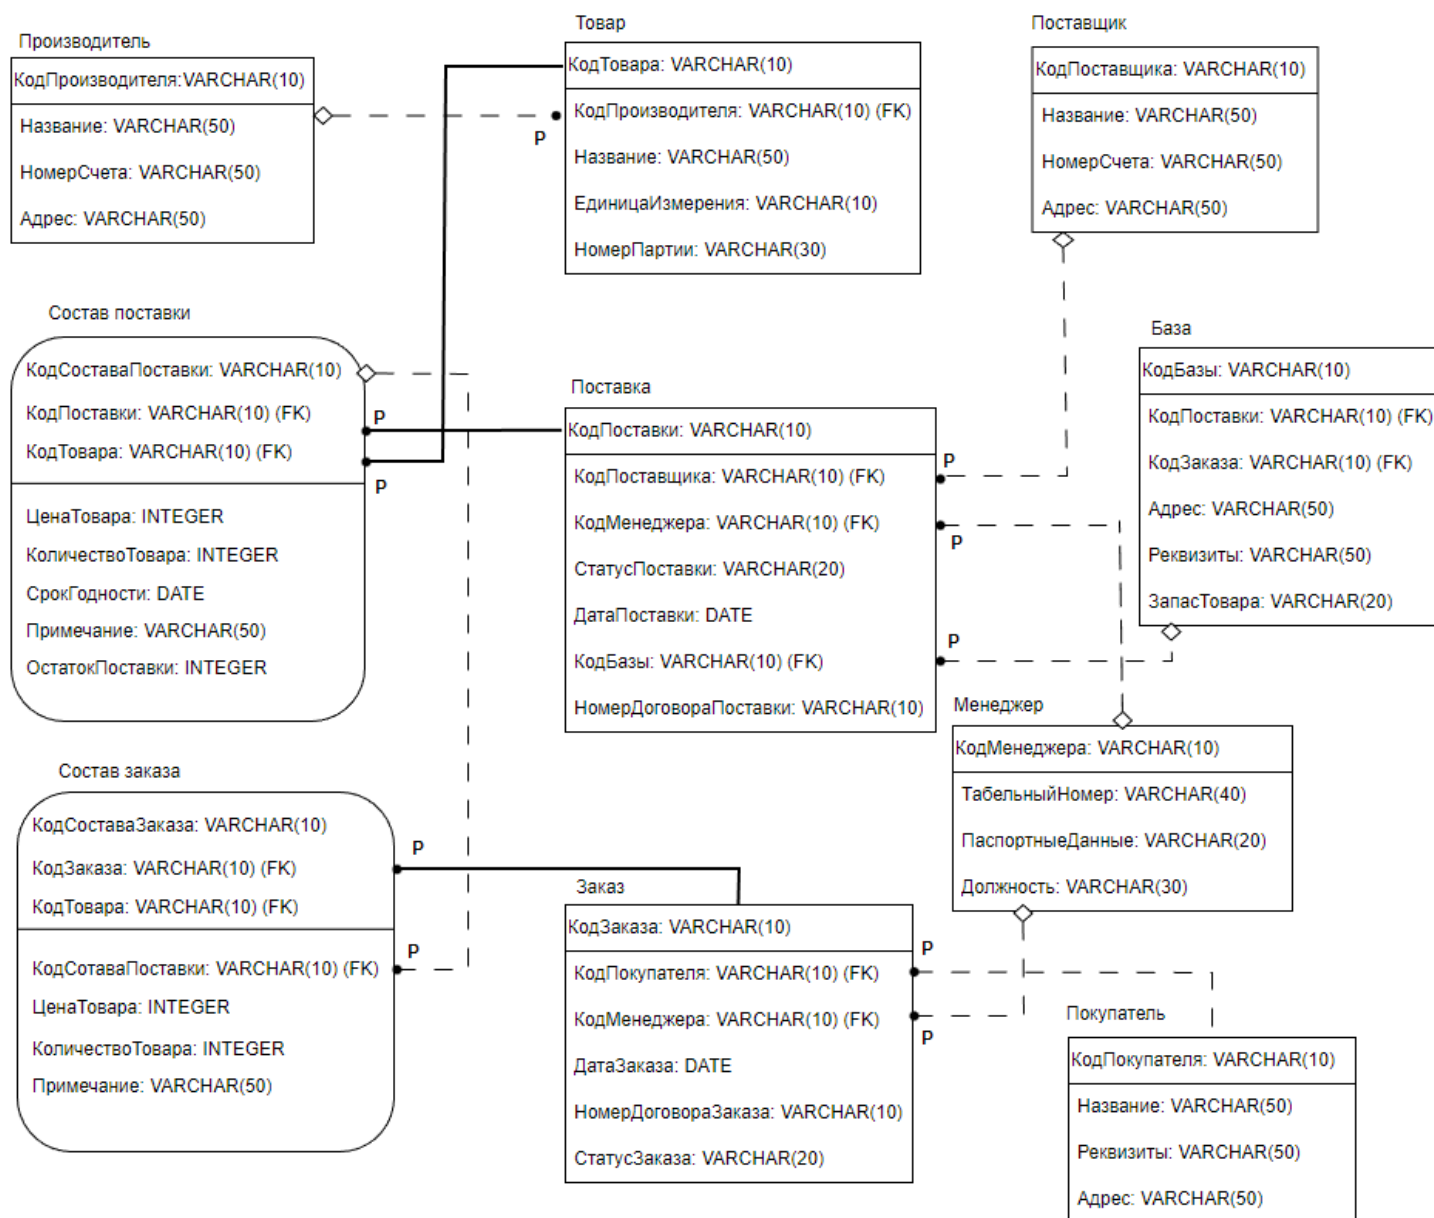 Производитель
КодПроизводителя:VARCHAR(10)
Название: VARCHAR(50)
НомерСчета: VARCHAR(50)
Адрес: VARCHAR(50)
Товар
КодТовара: VARCHAR(10)
КодПроизводителя: VARCHAR(10) (FK)
Название: VARCHAR(50)
ЕдиницаИзмерения: VARCHAR(10)
НомерПартии: VARCHAR(30)
P
Поставщик
КодПоставщика: VARCHAR(10)
Название: VARCHAR(50)
НомерСчета: VARCHAR(50)
Адрес: VARCHAR(50)
Состав поставки
КодСоставаПоставки: VARCHAR(10)
КодПоставки: VARCHAR(10) (FK)
КодТовара: VARCHAR(10) (FK)
ЦенаТовара: INTEGER
КоличествоТовара: INTEGER
СрокГодности: DATE
Примечание: VARCHAR(50)
ОстатокПоставки: INTEGER
P
P
Поставка
КодПоставки: VARCHAR(10)
КодПоставщика: VARCHAR(10) (FK)
КодМенеджера: VARCHAR(10) (FK)
СтатусПоставки: VARCHAR(20)
ДатаПоставки: DATE
КодБазы: VARCHAR(10) (FK)
НомерДоговораПоставки: VARCHAR(10)
P
P
P
База
КодБазы: VARCHAR(10)
КодПоставки: VARCHAR(10) (FK)
КодЗаказа: VARCHAR(10) (FK)
Адрес: VARCHAR(50)
Реквизиты: VARCHAR(50)
ЗапасТовара: VARCHAR(20)
Менеджер
КодМенеджера: VARCHAR(10)
ТабельныйНомер: VARCHAR(40)
ПаспортныеДанные: VARCHAR(20)
Должность: VARCHAR(30)
Состав заказа
КодСоставаЗаказа: VARCHAR(10)
КодЗаказа: VARCHAR(10) (FK)
КодТовара: VARCHAR(10) (FK)
КодСотаваПоставки: VARCHAR(10) (FK)
ЦенаТовара: INTEGER
КоличествоТовара: INTEGER
Примечание: VARCHAR(50)
P
P
Заказ
КодЗаказа: VARCHAR(10)
КодПокупателя: VARCHAR(10) (FK)
КодМенеджера: VARCHAR(10) (FK)
ДатаЗаказа: DATE
НомерДоговораЗаказа: VARCHAR(10)
СтатусЗаказа: VARCHAR(20)
P
P
Покупатель
КодПокупателя: VARCHAR(10)
Название: VARCHAR(50)
Реквизиты: VARCHAR(50)
Адрес: VARCHAR(50)